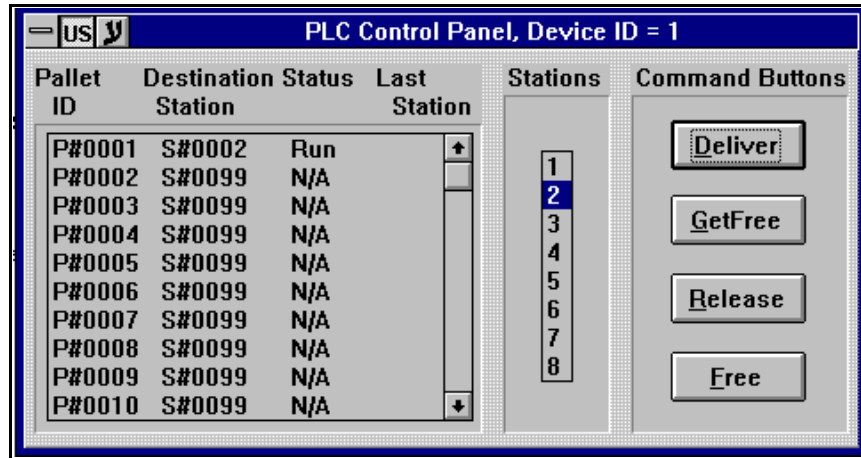 US У PLC Control Panel, Device ID = 1
Pallet ID Destination Station Status Last Station
P#0001 S#0002 Run
P#0002 S#0099 N/A
P#0003 S#0099 N/A
P#0004 S#0099 N/A
P#0005 S#0099 N/A
P#0006 S#0099 N/A
P#0007 S#0099 N/A
P#0008 S#0099 N/A
P#0009 S#0099 N/A
P#0010 S#0099 N/A
Stations
1
2
3
4
5
6
7
8
Command Buttons
Deliver
GetFree
Release
Free